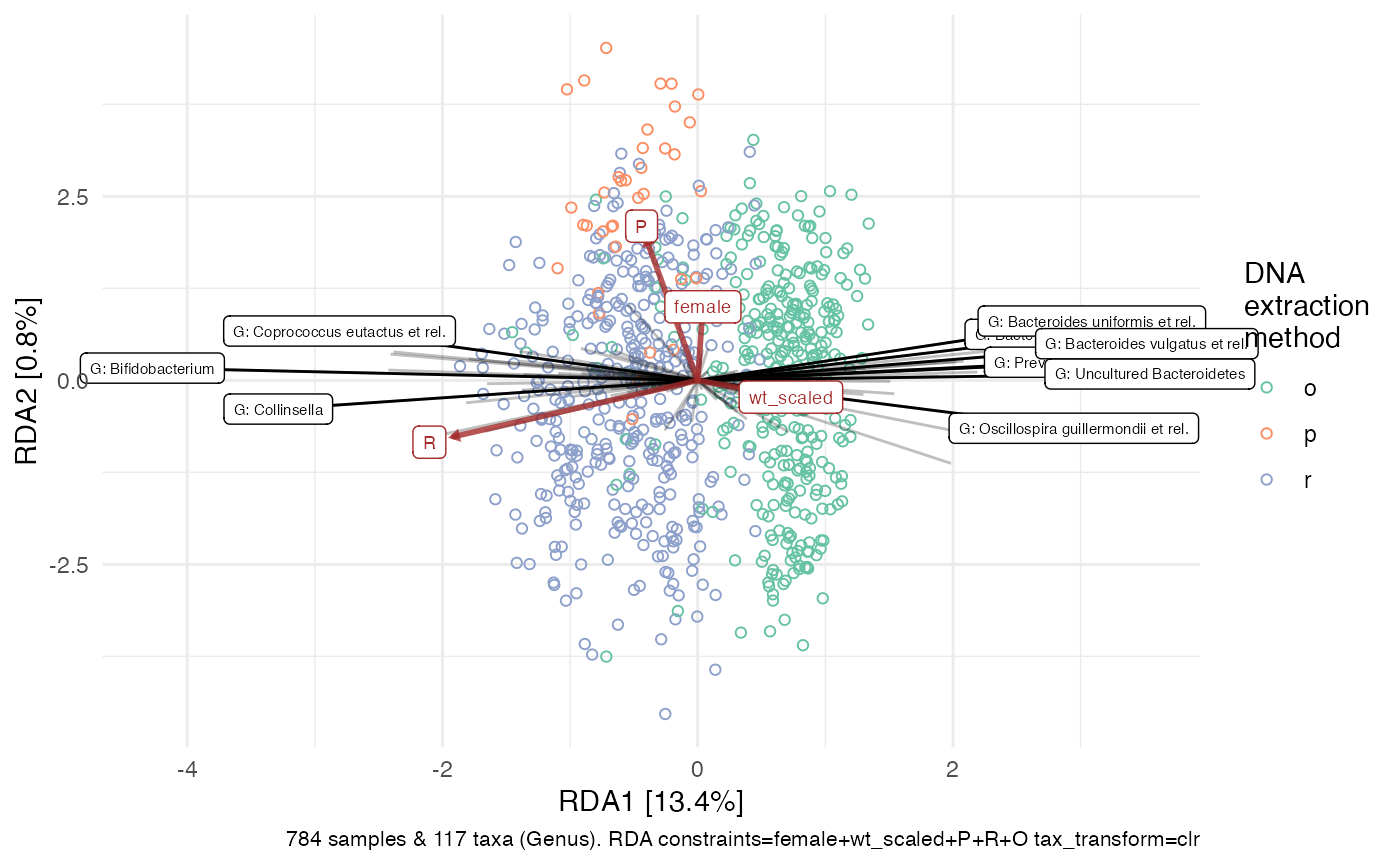 2.5
0.0
-2.5
RDA2 [0.8%]
P
female
wt_scaled
R
G: Coprococcus eutactus et rel.
G: Bifidobacterium
G: Collinsella
G: Bacteroides uniformis et rel.
G: Bacteroides vulgatus et rel.
G: Uncultured Bacteroidetes
G: Oscillospira guillermondii et rel.
DNA
extraction
method
o
p
r
-4
-2
0
2
RDA1 [13.4%]
784 samples & 117 taxa (Genus). RDA constraints=female+wt_scaled+P+R+O tax_transform=clr